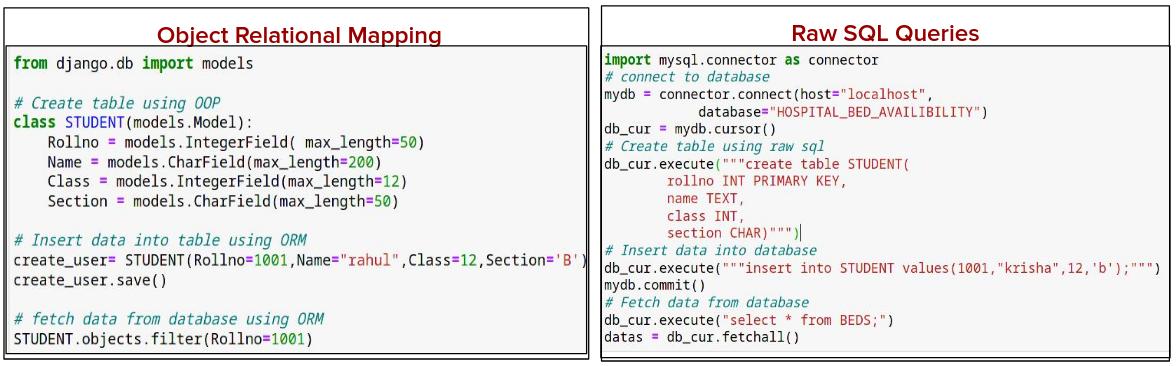 Object Relational Mapping
from django.db import models
# Create table using OOP
class STUDENT(models.Model):
    Rollno = models.IntegerField( max_length=50)
    Name = models.CharField(max_length=200)
    Class = models.IntegerField(max_length=12)
    Section = models.CharField(max_length=50)
# Insert data into table using ORM
create_user= STUDENT(Rollno=1001,Name="rahul",Class=12,Section='B')
create_user.save()
# fetch data from database using ORM
STUDENT.objects.filter(Rollno=1001)
Raw SQL Queries
import mysql.connector as connector
# connect to database
mydb = connector.connect(host="localhost",
            database="HOSPITAL_BED_AVAILIBILITY")
db_cur = mydb.cursor()
# Create table using raw sql
db_cur.execute("""create table STUDENT(
        rollno INT PRIMARY KEY,
        name TEXT,
        class INT,
        section CHAR)""")
# Insert data into database
db_cur.execute("""insert into STUDENT values(1001,"krisha",12,'b');""")
mydb.commit()
# Fetch data from database
db_cur.execute("select * from BEDS;")
datas = db_cur.fetchall()